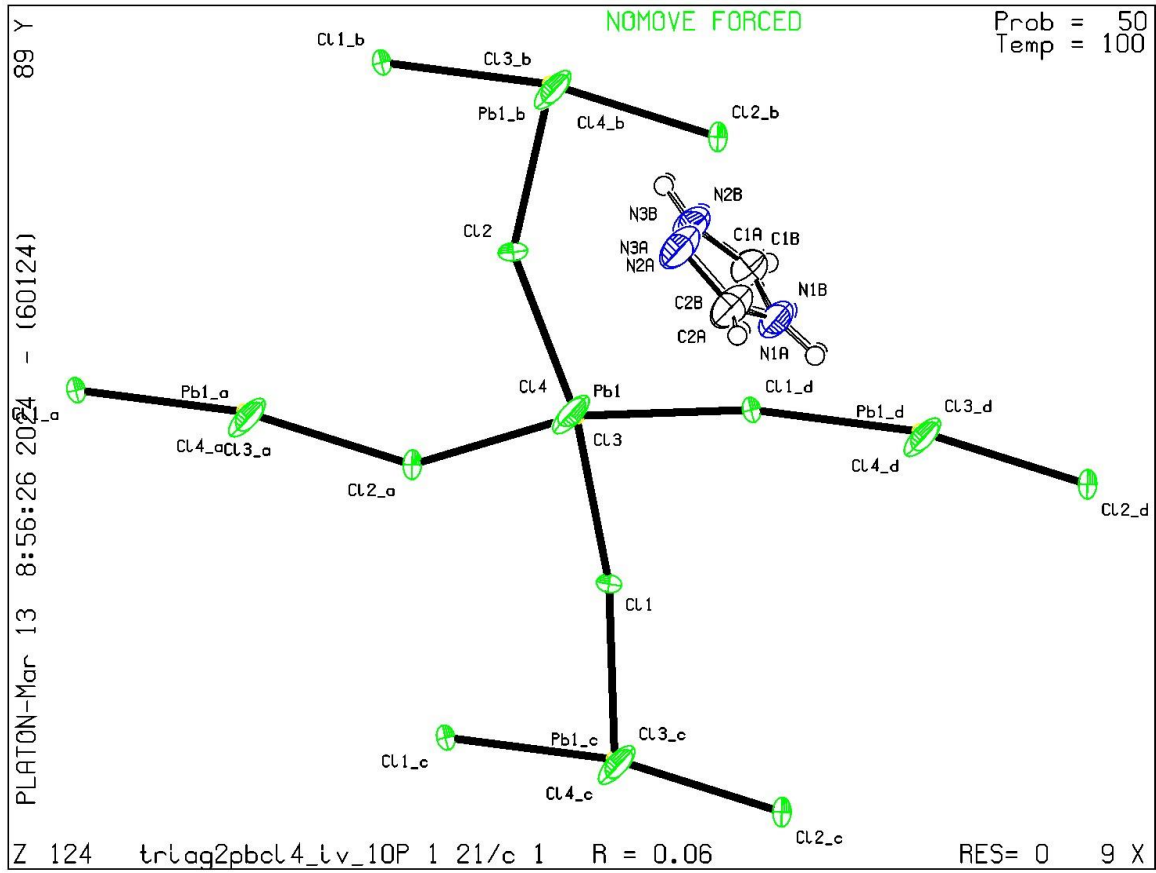 NOMOVE FORCED
Prob = 50
Temp = 100
89 Y
PLATON-Mar 13 8:56:26 2024 - (60124)
Cl1_b
Cl3_b
Pb1_b
Cl4_b
Cl2_b
N2B
N3B
C1A
C1B
N3A
N2A
Cl2
N1B
C2B
C2A
N1A
Cl4
Pb1
Cl1_d
Pb1_a
Cl3_d
Pb1_d
Cl1_a
Cl4_a
Cl3_a
Cl3
Cl4_d
Cl2_a
Cl2_d
Cl1
Cl3_c
Pb1_c
Cl1_c
Cl4_c
Cl2_c
Z 124 triag2pbcl4_iv_10P 1 21/c 1 R = 0.06 RES= 0 9 X